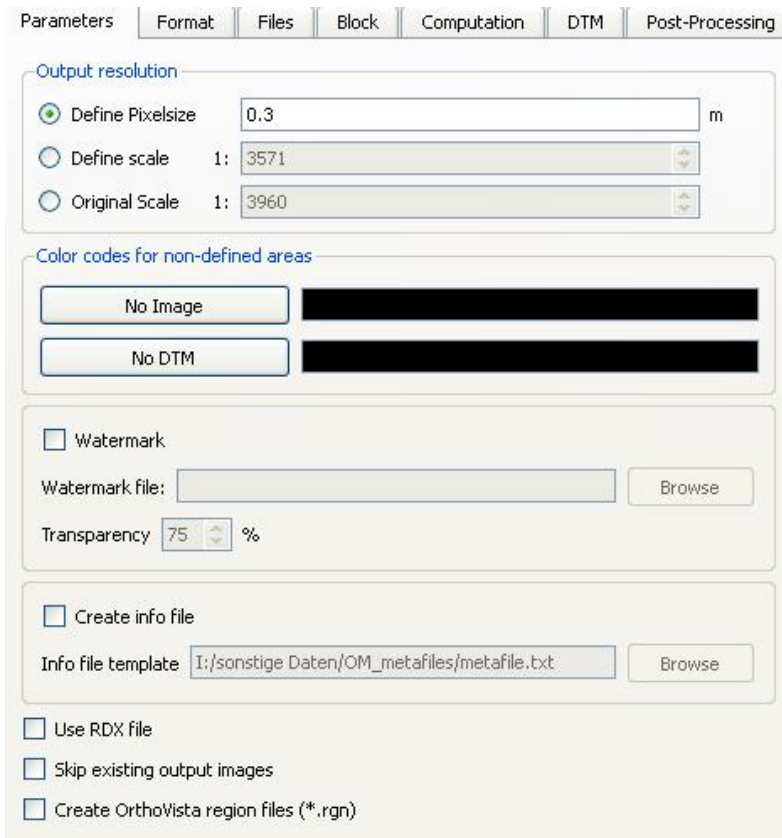 Parameters Format Files Block Computation DTM Post-Processing
Output resolution
Define Pixelsize 0.3 m
Define scale 1: 3571
Original Scale 1: 3960
Color codes for non-defined areas
No Image
No DTM
Watermark
Watermark file: Browse
Transparency 75 %
Create info file
Info file template I:/sonstige Daten/OM_metafiles/metafile.txt Browse
Use RDX file
Skip existing output images
Create OrthoVista region files (*.rgn)